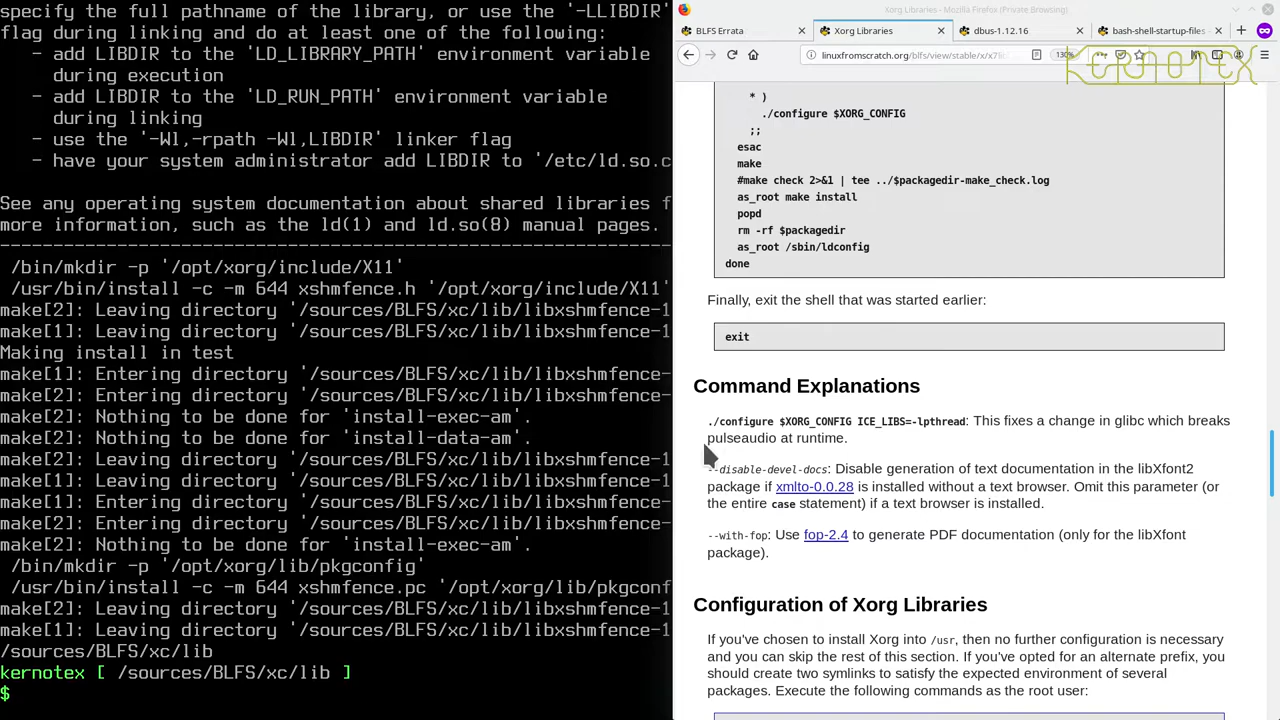 specify the full pathname of the library, or use the '-LLIBDIR'
flag during linking and do at least one of the following:
   - add LIBDIR to the 'LD_LIBRARY_PATH' environment variable
     during execution
   - add LIBDIR to the 'LD_RUN_PATH' environment variable
     during linking
   - use the '-Wl,-rpath -Wl,LIBDIR' linker flag
   - have your system administrator add LIBDIR to '/etc/ld.so.c
See any operating system documentation about shared libraries f
more information, such as the ld(1) and ld.so(8) manual pages.
---------------------------------------------------------------
 /bin/mkdir -p '/opt/xorg/include/X11'
 /usr/bin/install -c -m 644 xshmfence.h '/opt/xorg/include/X11'
make[2]: Leaving directory '/sources/BLFS/xc/lib/libxshmfence-1
make[1]: Leaving directory '/sources/BLFS/xc/lib/libxshmfence-1
Making install in test
make[1]: Entering directory '/sources/BLFS/xc/lib/libxshmfence-
make[2]: Entering directory '/sources/BLFS/xc/lib/libxshmfence-
make[2]: Nothing to be done for 'install-exec-am'.
make[2]: Nothing to be done for 'install-data-am'.
make[2]: Leaving directory '/sources/BLFS/xc/lib/libxshmfence-1
make[1]: Leaving directory '/sources/BLFS/xc/lib/libxshmfence-1
make[1]: Entering directory '/sources/BLFS/xc/lib/libxshmfence-
make[2]: Entering directory '/sources/BLFS/xc/lib/libxshmfence-
make[2]: Nothing to be done for 'install-exec-am'.
 /bin/mkdir -p '/opt/xorg/lib/pkgconfig'
 /usr/bin/install -c -m 644 xshmfence.pc '/opt/xorg/lib/pkgconf
make[2]: Leaving directory '/sources/BLFS/xc/lib/libxshmfence-1
make[1]: Leaving directory '/sources/BLFS/xc/lib/libxshmfence-1
/sources/BLFS/xc/lib
kernotex [ /sources/BLFS/xc/lib ]
$
Xorg Libraries - Mozilla Firefox (Private Browsing)
BLFS Errata
Xorg Libraries
dbus-1.12.16
bash-shell-startup-files
linuxfromscratch.org/blfs/view/stable/x/x7li
130%
KERNOTEX
* )
./configure $XORG_CONFIG
;;
esac
make
#make check 2>&1 | tee ../$packagedir-make_check.log
as_root make install
popd
rm -rf $packagedir
as_root /sbin/ldconfig
done
Finally, exit the shell that was started earlier:
exit
Command Explanations
./configure $XORG_CONFIG ICE_LIBS=-lpthread: This fixes a change in glibc which breaks
pulseaudio at runtime.
--disable-devel-docs: Disable generation of text documentation in the libXfont2
package if xmlto-0.0.28 is installed without a text browser. Omit this parameter (or
the entire case statement) if a text browser is installed.
--with-fop: Use fop-2.4 to generate PDF documentation (only for the libXfont
package).
Configuration of Xorg Libraries
If you've chosen to install Xorg into /usr, then no further configuration is necessary
and you can skip the rest of this section. If you've opted for an alternate prefix, you
should create two symlinks to satisfy the expected environment of several
packages. Execute the following commands as the root user: